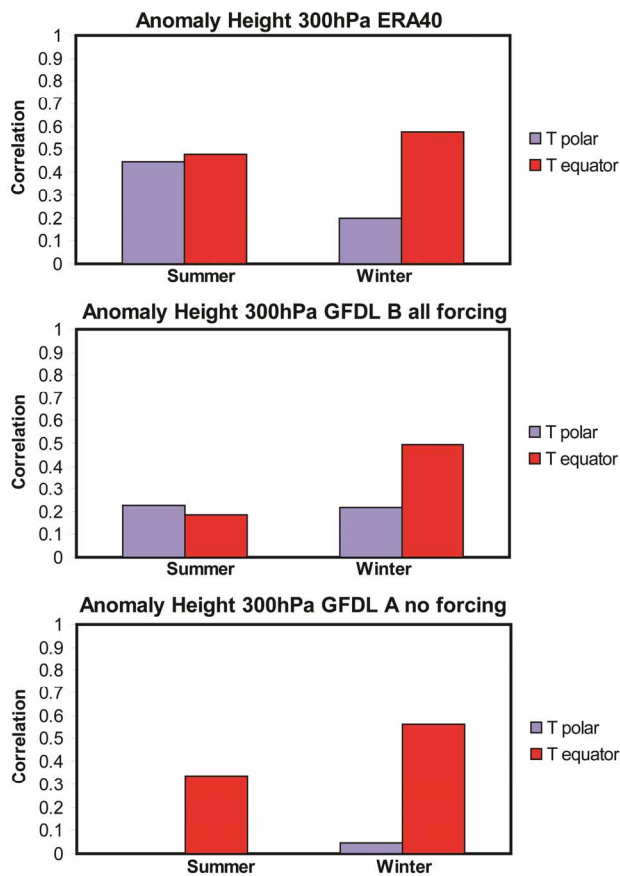 Anomaly Height 300hPa ERA40
1
0.9
0.8
0.7
0.6
0.5
0.4
0.3
0.2
0.1
0
Correlation
Summer
Winter
T polar
T equator
Anomaly Height 300hPa GFDL B all forcing
1
0.9
0.8
0.7
0.6
0.5
0.4
0.3
0.2
0.1
0
Correlation
Summer
Winter
T polar
T equator
Anomaly Height 300hPa GFDL A no forcing
1
0.9
0.8
0.7
0.6
0.5
0.4
0.3
0.2
0.1
0
Correlation
Summer
Winter
T polar
T equator